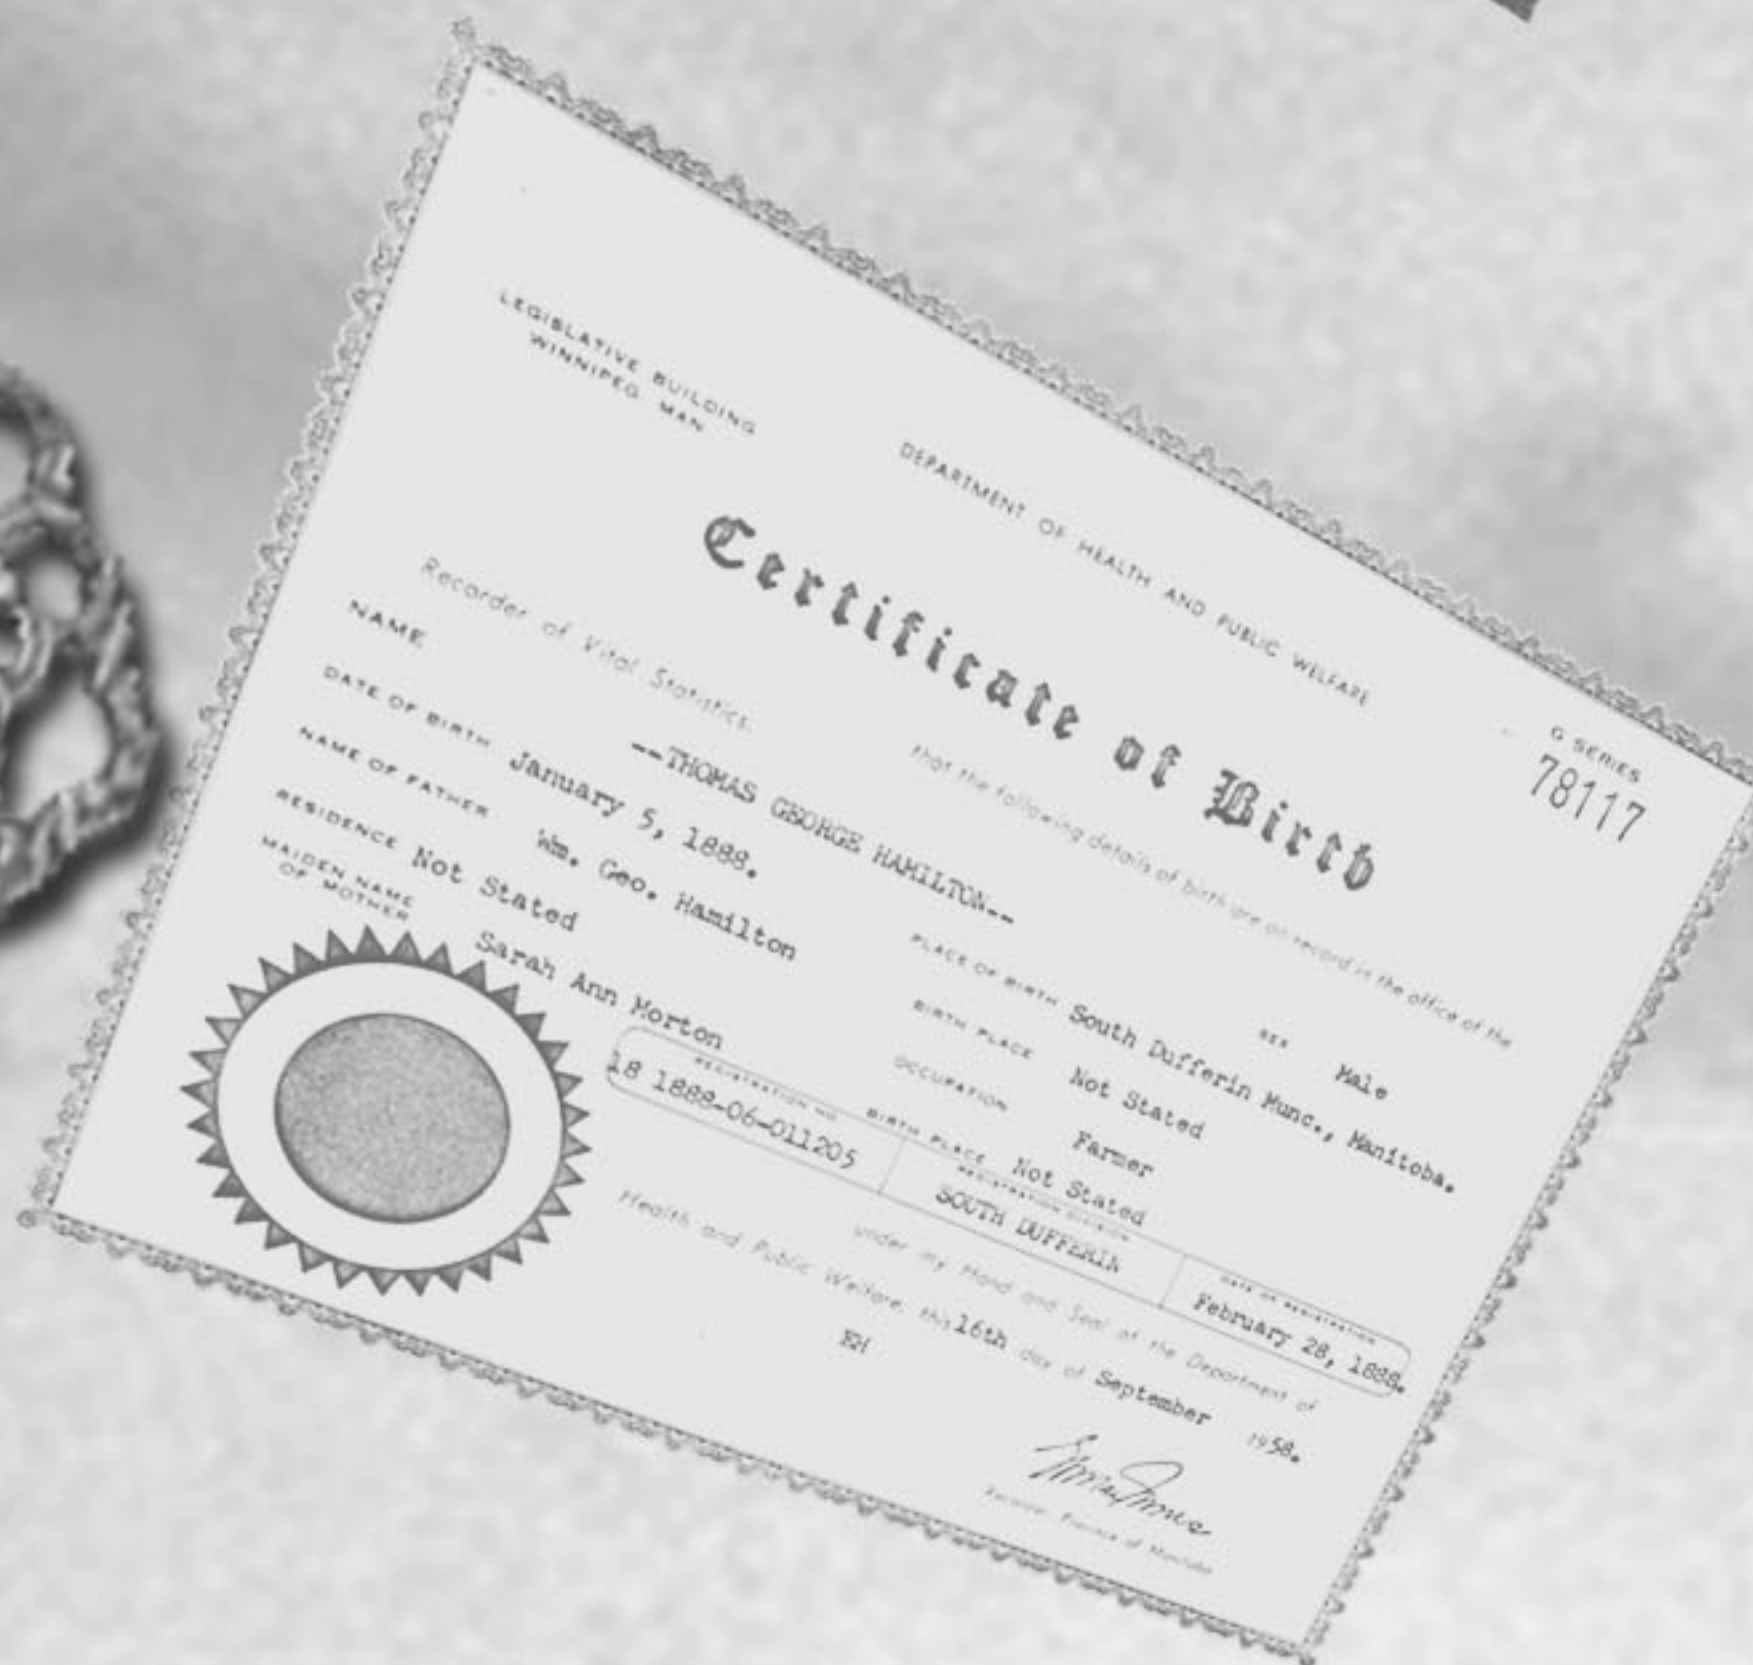 LEGISLATIVE BUILDING
WINNIPEG MAN
DEPARTMENT OF HEALTH AND PUBLIC WELFARE
G SERIES
78117
Certificate of Birth
that the following details of birth are on record in the office of the
Recorder of Vital Statistics.
NAME --THOMAS GEORGE HAMILTON-- SEX Male
DATE OF BIRTH January 5, 1888. PLACE OF BIRTH South Dufferin Munc., Manitoba.
NAME OF FATHER Wm. Geo. Hamilton BIRTH PLACE Not Stated
RESIDENCE Not Stated OCCUPATION Farmer
MAIDEN NAME
OF MOTHER Sarah Ann Morton BIRTH PLACE Not Stated
REGISTRATION NO. REGISTRATION DIVISION DATE OF REGISTRATION
18 1888-06-011205 SOUTH DUFFERIN February 28, 1888.
under my Hand and Seal of the Department of
Health and Public Welfare, this 16th day of September 1958.
EH
Recorder, Province of Manitoba